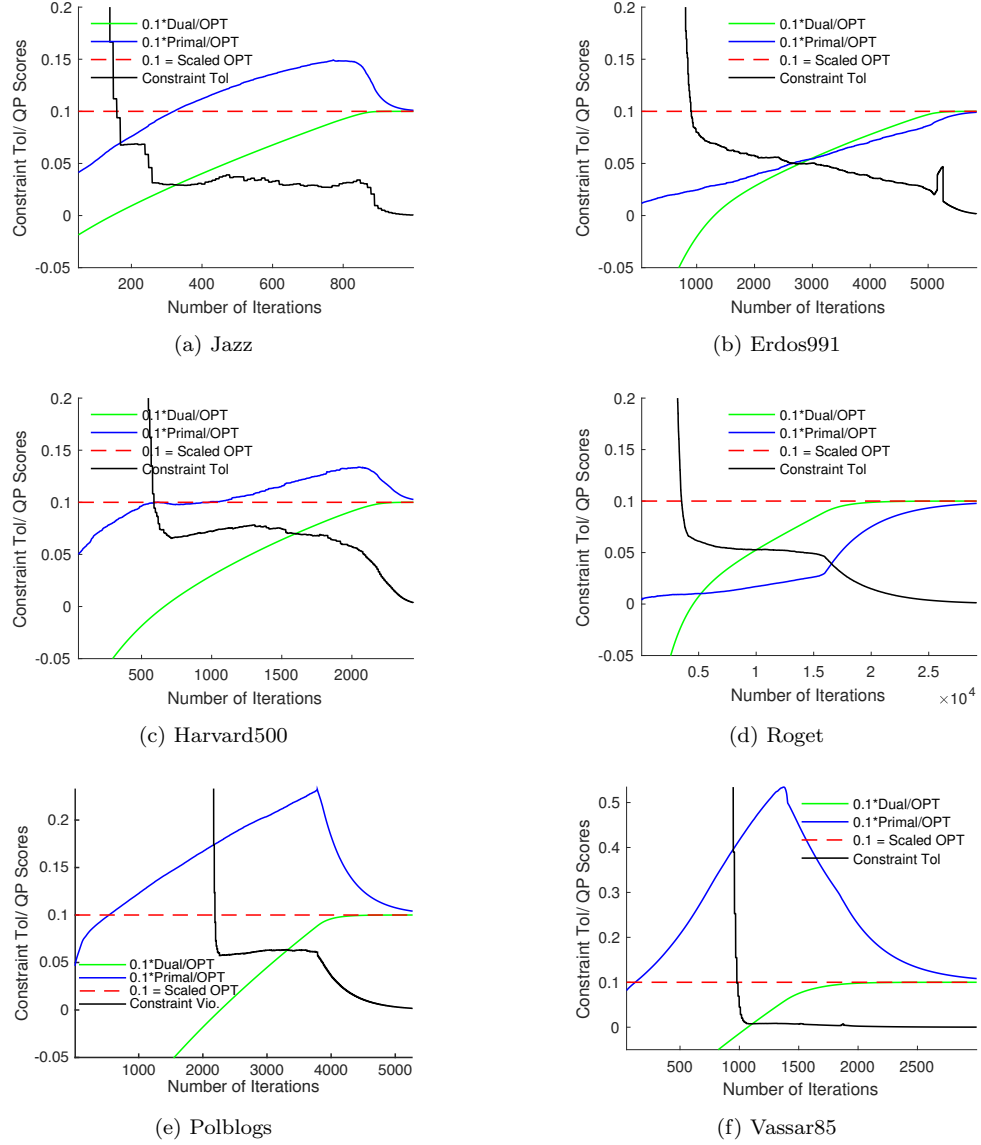 0.2
0.15
0.1
0.05
0
-0.05
Constraint Tol/ QP Scores
0.1*Dual/OPT
0.1*Primal/OPT
0.1 = Scaled OPT
Constraint Tol
200 400 600 800
Number of Iterations
(a) Jazz
0.2
0.15
0.1
0.05
0
-0.05
Constraint Tol/ QP Scores
0.1*Dual/OPT
0.1*Primal/OPT
0.1 = Scaled OPT
Constraint Tol
1000 2000 3000 4000 5000
Number of Iterations
(b) Erdos991
0.2
0.15
0.1
0.05
0
-0.05
Constraint Tol/ QP Scores
0.1*Dual/OPT
0.1*Primal/OPT
0.1 = Scaled OPT
Constraint Tol
500 1000 1500 2000
Number of Iterations
(c) Harvard500
0.2
0.15
0.1
0.05
0
-0.05
Constraint Tol/ QP Scores
0.1*Dual/OPT
0.1*Primal/OPT
0.1 = Scaled OPT
Constraint Tol
0.5 1 1.5 2 2.5
Number of Iterations
×10^4
(d) Roget
0.2
0.15
0.1
0.05
0
-0.05
Constraint Tol/ QP Scores
0.1*Dual/OPT
0.1*Primal/OPT
0.1 = Scaled OPT
Constraint Vio.
0 1000 2000 3000 4000 5000
Number of Iterations
(e) Polblogs
0.5
0.4
0.3
0.2
0.1
0
Constraint Tol/ QP Scores
0.1*Dual/OPT
0.1*Primal/OPT
0.1 = Scaled OPT
Constraint Tol
500 1000 1500 2000 2500
Number of Iterations
(f) Vassar85